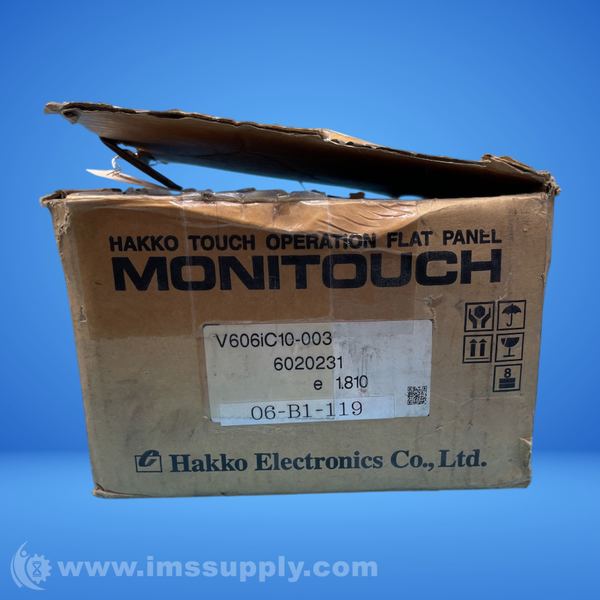 HAKKO TOUCH OPERATION FLAT PANEL
MONITOUCH
V606iC10-003
6020231
e 1.810
06-B1-119
8
Hakko Electronics Co., Ltd.
www.imssupply.com